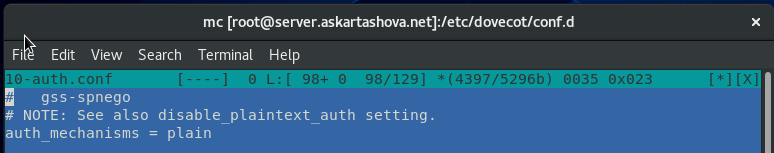 mc [root@server.askartashova.net]:/etc/dovecot/conf.d
File Edit View Search Terminal Help
10-auth.conf [----] 0 L:[ 98+ 0 98/129] *(4397/5296b) 0035 0x023 [*][X]
# gss-spnego
# NOTE: See also disable_plaintext_auth setting.
auth_mechanisms = plain